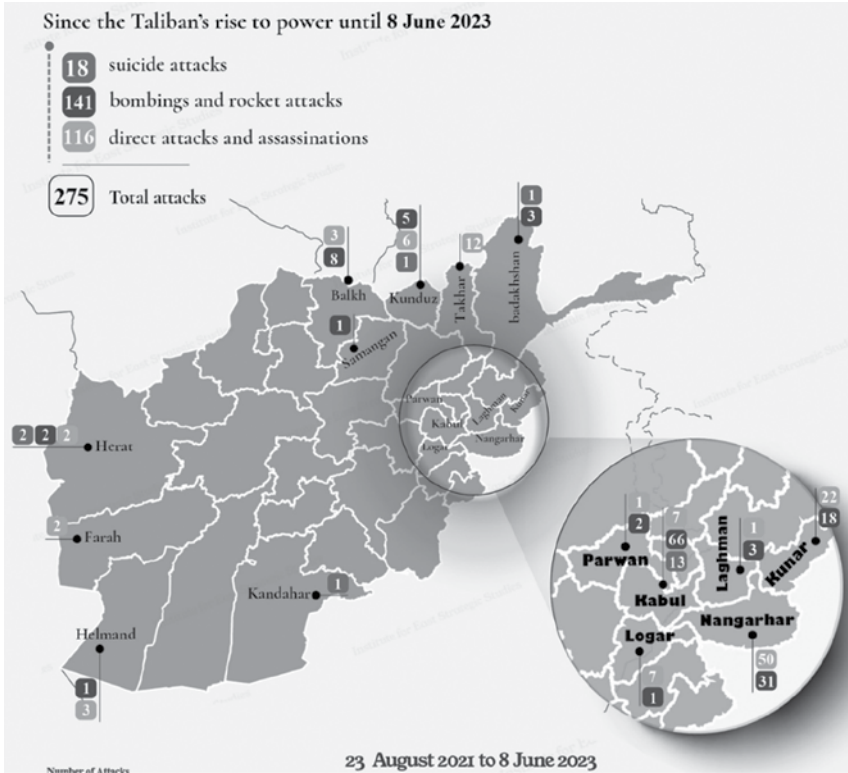 Since the Taliban's rise to power until 8 June 2023
18 suicide attacks
141 bombings and rocket attacks
116 direct attacks and assassinations
275 Total attacks
1
3
5
6
1
12
3
8
Balkh
Kunduz
Takhar
badakhshan
1
Samangan
Parwan
Laghman
Kunar
Kabul
Nangarhar
Logar
2 2 2
Herat
2
Farah
Kandahar
1
Helmand
1
3
1
2
Parwan
7
66
13
Kabul
1
3
Laghman
22
18
Kunar
Logar
7
1
Nangarhar
50
31
23 August 2021 to 8 June 2023
Number of Attacks